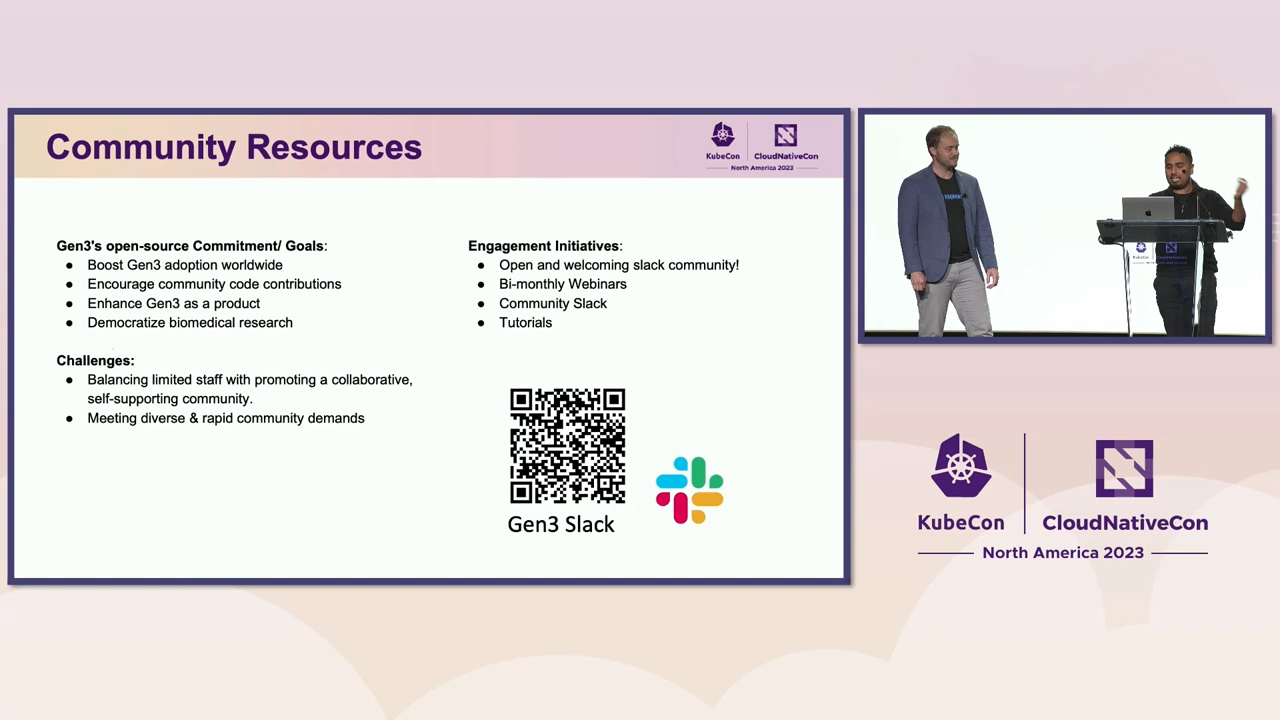 Community Resources
KubeCon
CloudNativeCon
North America 2023
Gen3's open-source Commitment/ Goals:
● Boost Gen3 adoption worldwide
● Encourage community code contributions
● Enhance Gen3 as a product
● Democratize biomedical research
Challenges:
● Balancing limited staff with promoting a collaborative,
self-supporting community.
● Meeting diverse & rapid community demands
Engagement Initiatives:
● Open and welcoming slack community!
● Bi-monthly Webinars
● Community Slack
● Tutorials
Gen3 Slack
KubeCon
CloudNativeCon
North America 2023